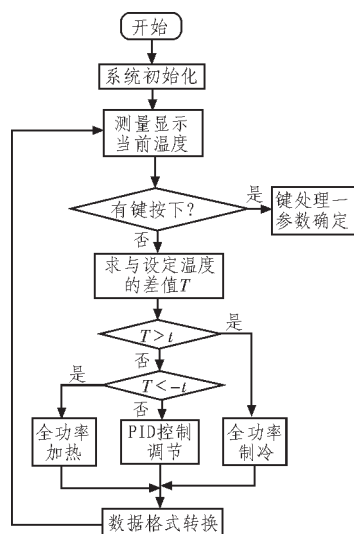 开始
系统初始化
测量显示
当前温度
有键按下?
是
键处理一
参数确定
否
求与设定温度
的差值T
T>t
是
否
T<-t
是
否
全功率
加热
PID控制
调节
全功率
制冷
数据格式转换